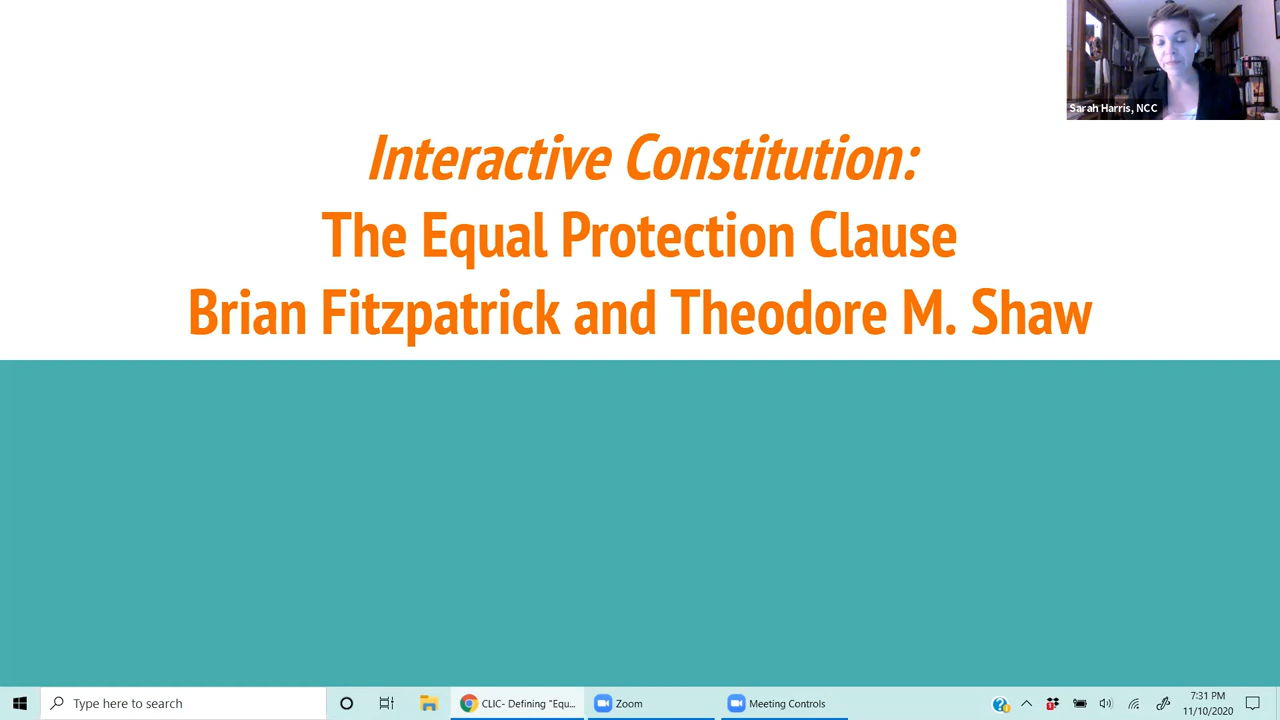 Sarah Harris, NCC
Interactive Constitution:
The Equal Protection Clause
Brian Fitzpatrick and Theodore M. Shaw
Type here to search
CLIC- Defining "Equ...
Zoom
Meeting Controls
7:31 PM
11/10/2020